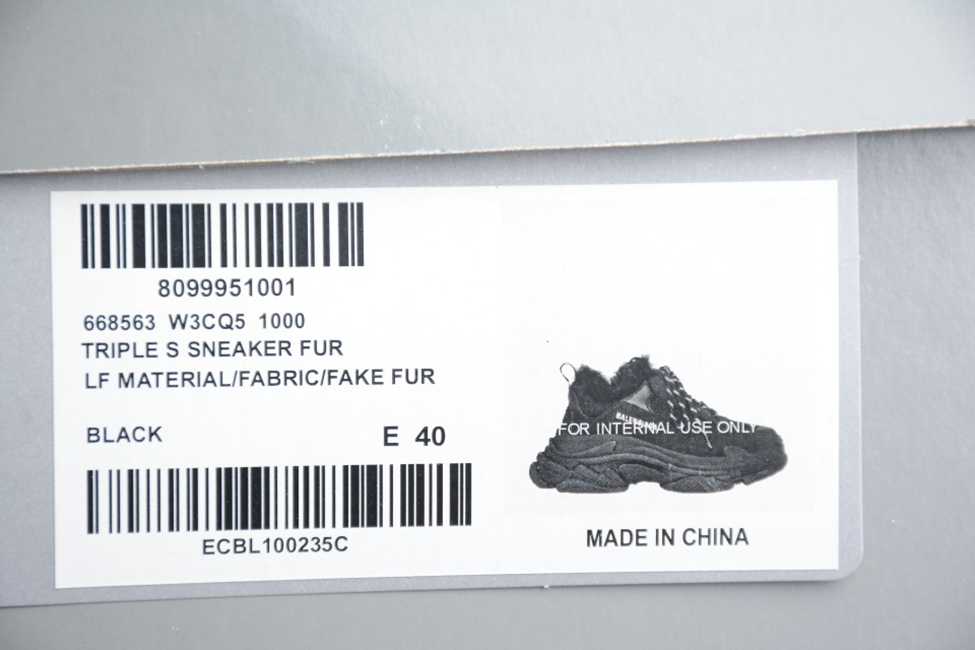 8099951001
668563 W3CQ5 1000
TRIPLE S SNEAKER FUR
LF MATERIAL/FABRIC/FAKE FUR
BLACK
E 40
FOR INTERNAL USE ONLY
ECBL100235C
MADE IN CHINA